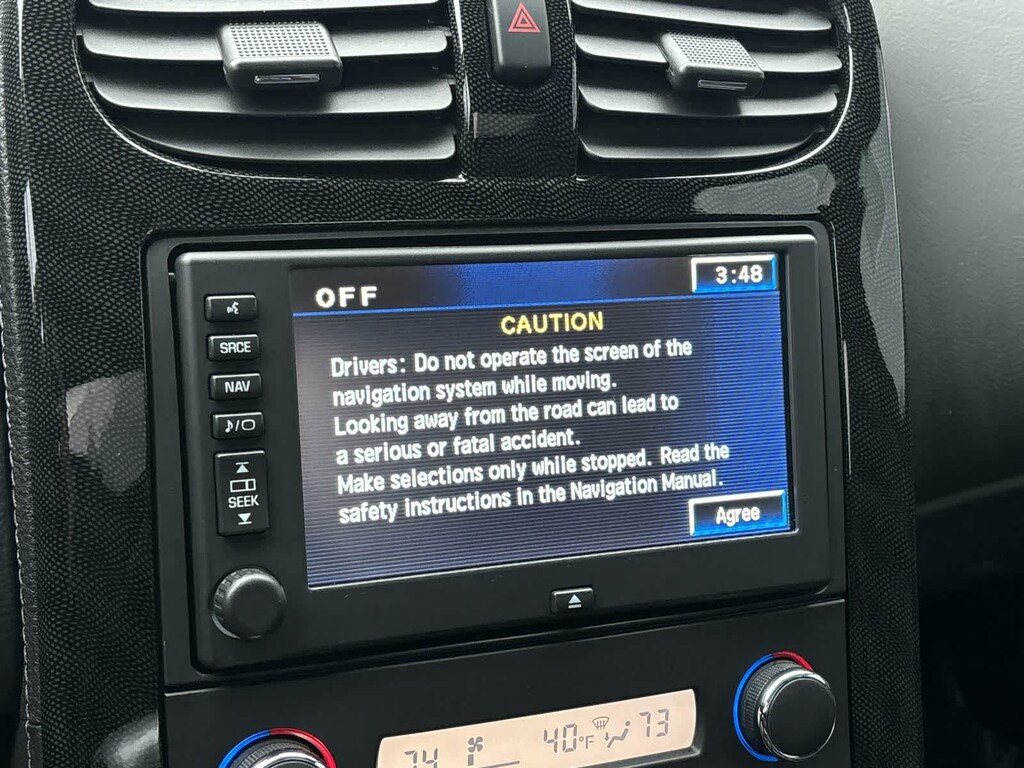 OFF
3:48
CAUTION
Drivers: Do not operate the screen of the
navigation system while moving.
Looking away from the road can lead to
a serious or fatal accident.
Make selections only while stopped. Read the
safety instructions in the Navigation Manual.
Agree
SRCE
NAV
SEEK
74
40°F
73